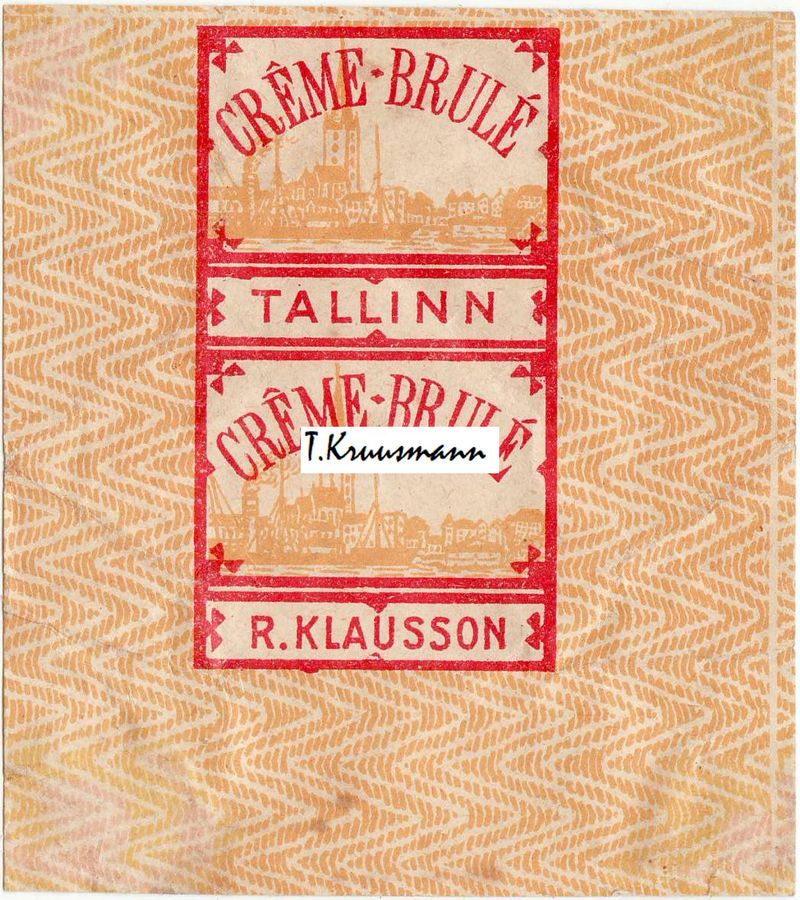 CRÊME-BRULÉ
TALLINN
CRÊME-BRULÉ
T.Kruusmann
R.KLAUSSON